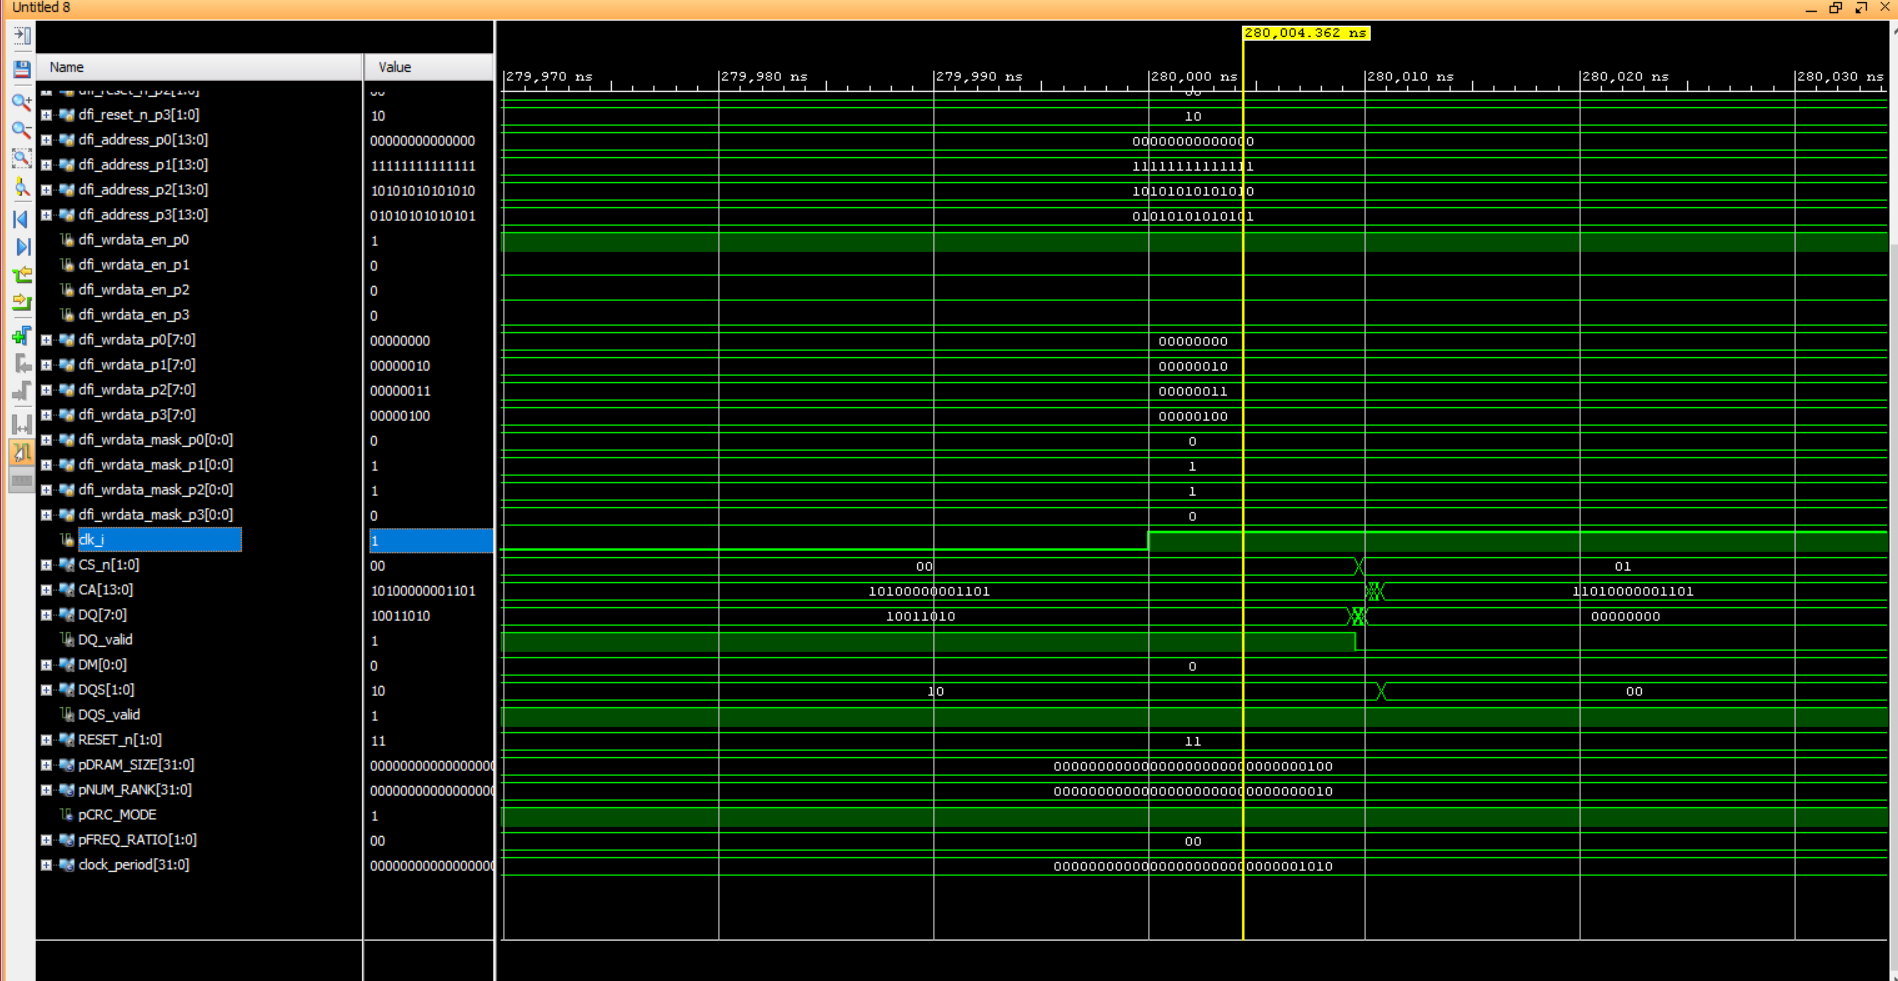 Untitled 8
280,004.362 ns
Name Value
279,970 ns 279,980 ns 279,990 ns 280,000 ns 280,010 ns 280,020 ns 280,030 ns
dfi_reset_n_p2[1:0] 00 00
dfi_reset_n_p3[1:0] 10 10
dfi_address_p0[13:0] 00000000000000 00000000000000
dfi_address_p1[13:0] 11111111111111 11111111111111
dfi_address_p2[13:0] 10101010101010 10101010101010
dfi_address_p3[13:0] 01010101010101 01010101010101
dfi_wrdata_en_p0 1
dfi_wrdata_en_p1 0
dfi_wrdata_en_p2 0
dfi_wrdata_en_p3 0
dfi_wrdata_p0[7:0] 00000000 00000000
dfi_wrdata_p1[7:0] 00000010 00000010
dfi_wrdata_p2[7:0] 00000011 00000011
dfi_wrdata_p3[7:0] 00000100 00000100
dfi_wrdata_mask_p0[0:0] 0 0
dfi_wrdata_mask_p1[0:0] 1 1
dfi_wrdata_mask_p2[0:0] 1 1
dfi_wrdata_mask_p3[0:0] 0 0
clk_i 1
CS_n[1:0] 00 00 01
CA[13:0] 10100000001101 10100000001101 11010000001101
DQ[7:0] 10011010 10011010 00000000
DQ_valid 1
DM[0:0] 0 0
DQS[1:0] 10 10 00
DQS_valid 1
RESET_n[1:0] 11 11
pDRAM_SIZE[31:0] 0000000000000000 00000000000000000000000000000100
pNUM_RANK[31:0] 0000000000000000 00000000000000000000000000000010
pCRC_MODE 1
pFREQ_RATIO[1:0] 00 00
clock_period[31:0] 0000000000000000 00000000000000000000000000001010